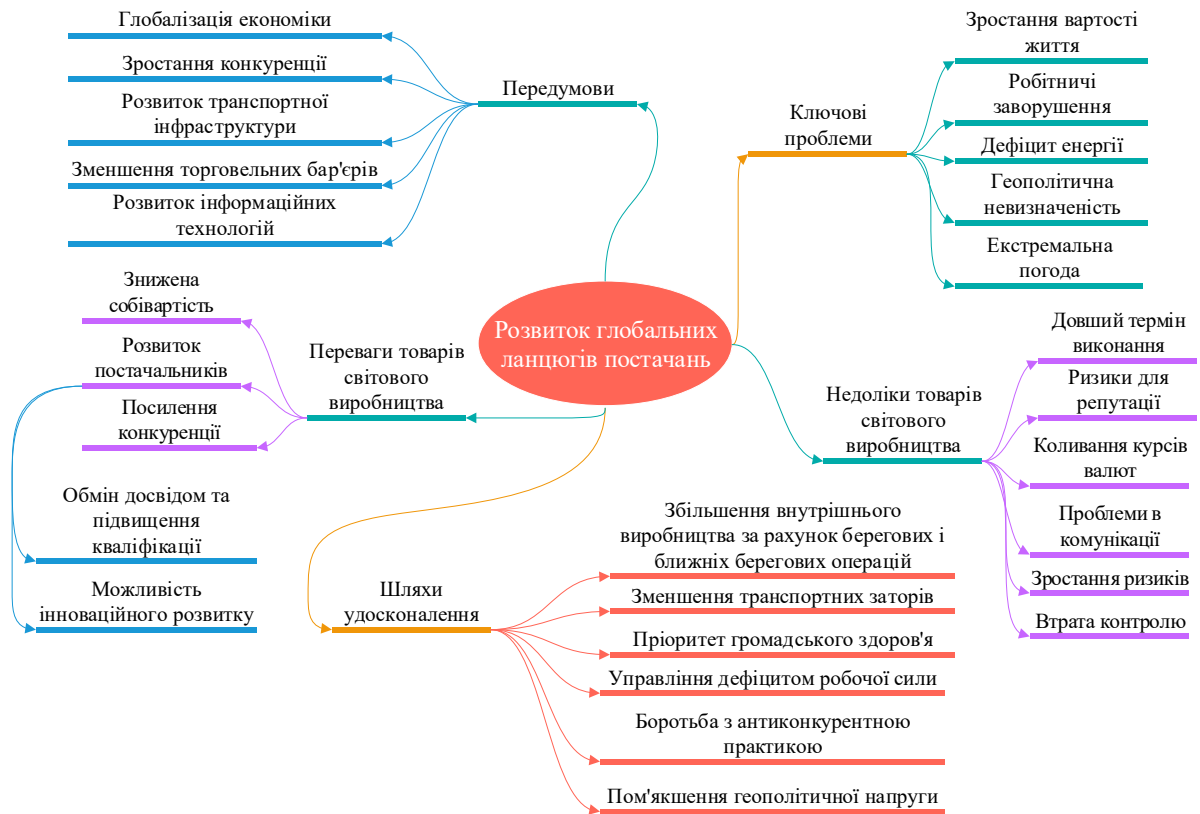 Глобалізація економіки
Зростання конкуренції
Розвиток транспортної
інфраструктури
Зменшення торговельних бар'єрів
Розвиток інформаційних
технологій
Передумови
Ключові
проблеми
Зростання вартості
життя
Робітничі
заворушення
Дефіцит енергії
Геополітична
невизначеність
Екстремальна
погода
Розвиток глобальних
ланцюгів постачань
Знижена
собівартість
Розвиток
постачальників
Посилення
конкуренції
Переваги товарів
світового
виробництва
Обмін досвідом та
підвищення
кваліфікації
Можливість
інноваційного розвитку
Недоліки товарів
світового
виробництва
Довший термін
виконання
Ризики для
репутації
Коливання курсів
валют
Проблеми в
комунікації
Зростання ризиків
Втрата контролю
Шляхи
удосконалення
Збільшення внутрішнього
виробництва за рахунок берегових і
ближніх берегових операцій
Зменшення транспортних заторів
Пріоритет громадського здоров'я
Управління дефіцитом робочої сили
Боротьба з антиконкурентною
практикою
Пом'якшення геополітичної напруги